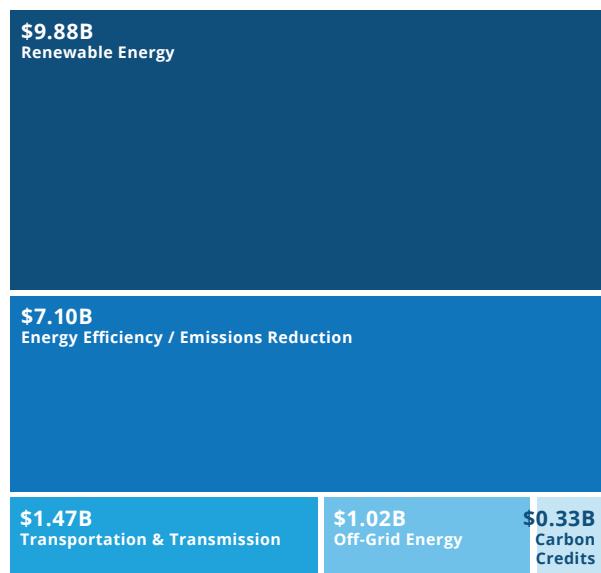 $9.88B
Renewable Energy
$7.10B
Energy Efficiency / Emissions Reduction
$1.47B
Transportation & Transmission
$1.02B
Off-Grid Energy
$0.33B
Carbon
Credits